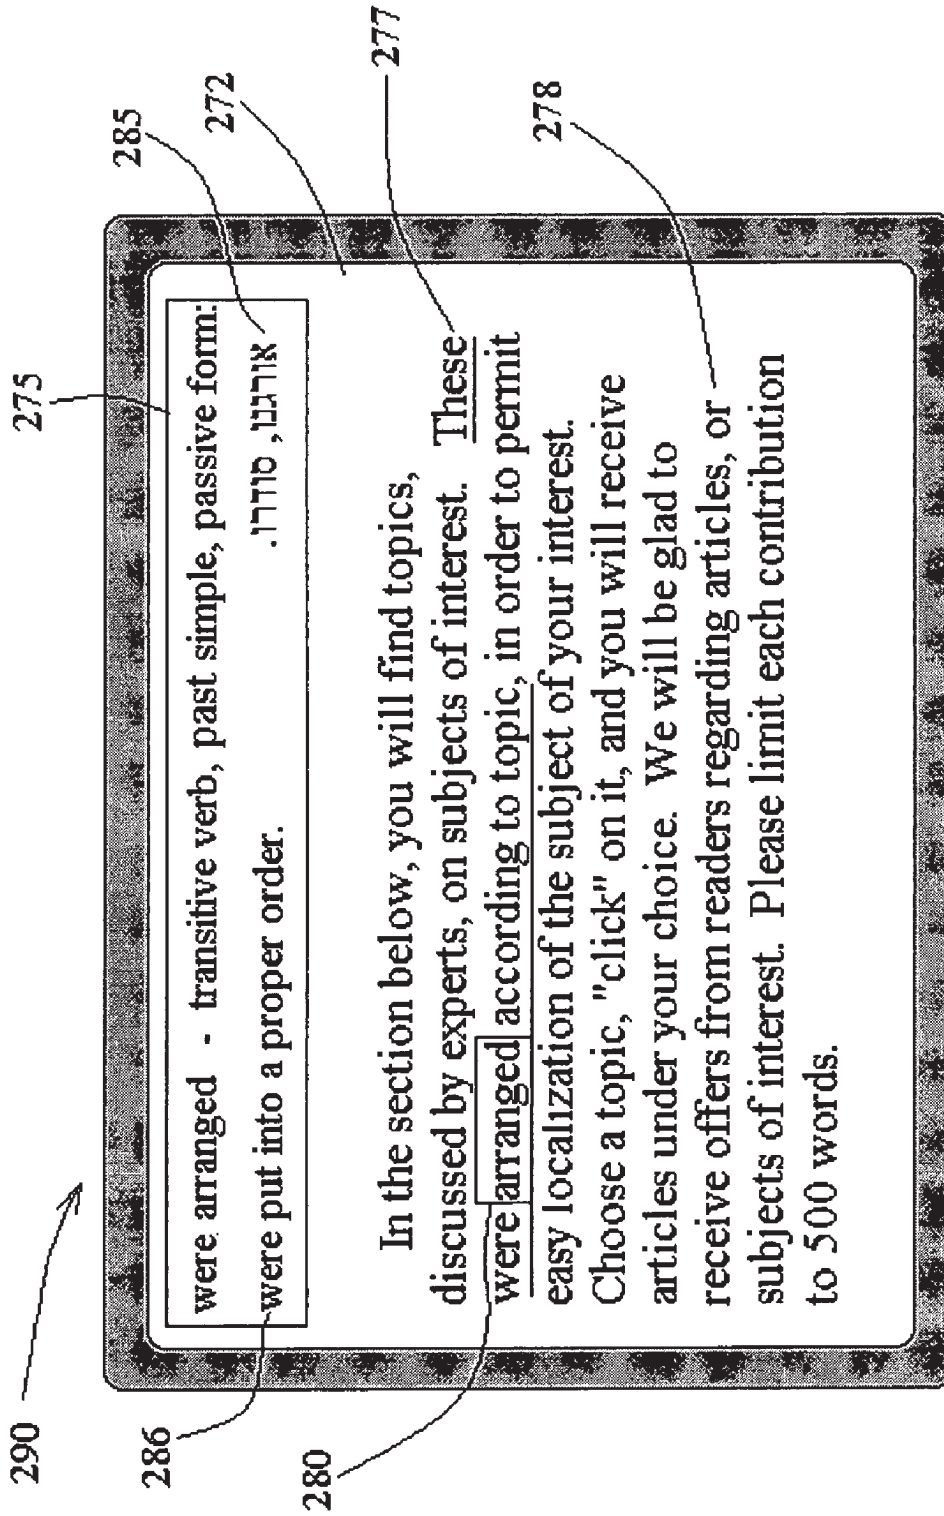 290
275
285
272
277
were arranged - transitive verb, past simple, passive form:
were put into a proper order. אורגנו, סודרו.
286
In the section below, you will find topics,
discussed by experts, on subjects of interest. These
were arranged according to topic, in order to permit
easy localization of the subject of your interest.
Choose a topic, "click" on it, and you will receive
articles under your choice. We will be glad to
receive offers from readers regarding articles, or
subjects of interest. Please limit each contribution
to 500 words.
280
278